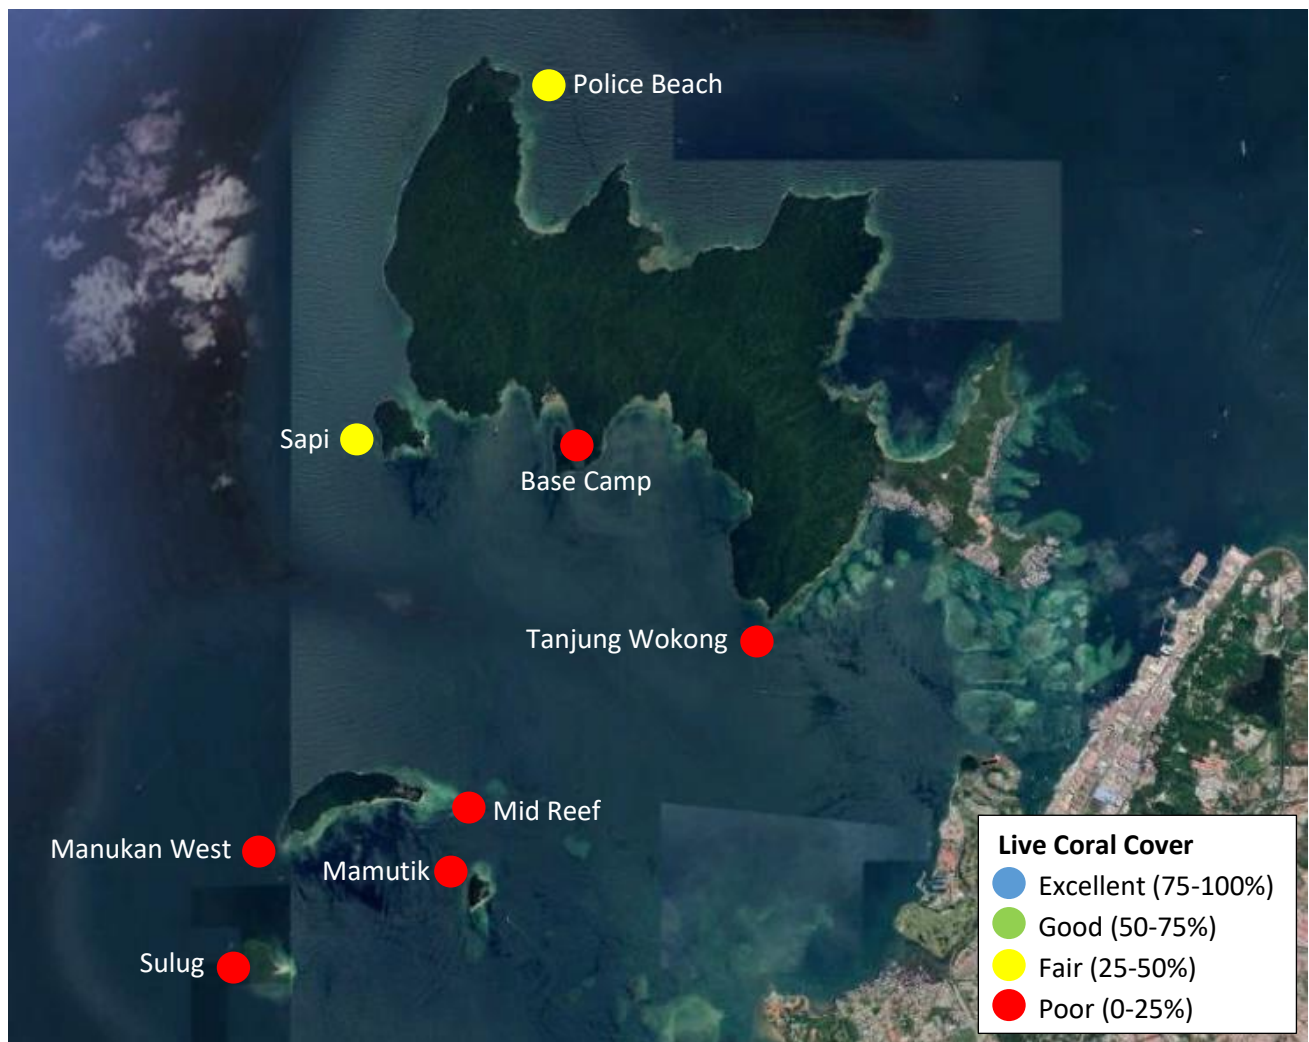 Police Beach
Sapi
Base Camp
Tanjung Wokong
Mid Reef
Manukan West
Mamutik
Sulug
Live Coral Cover
Excellent (75-100%)
Good (50-75%)
Fair (25-50%)
Poor (0-25%)